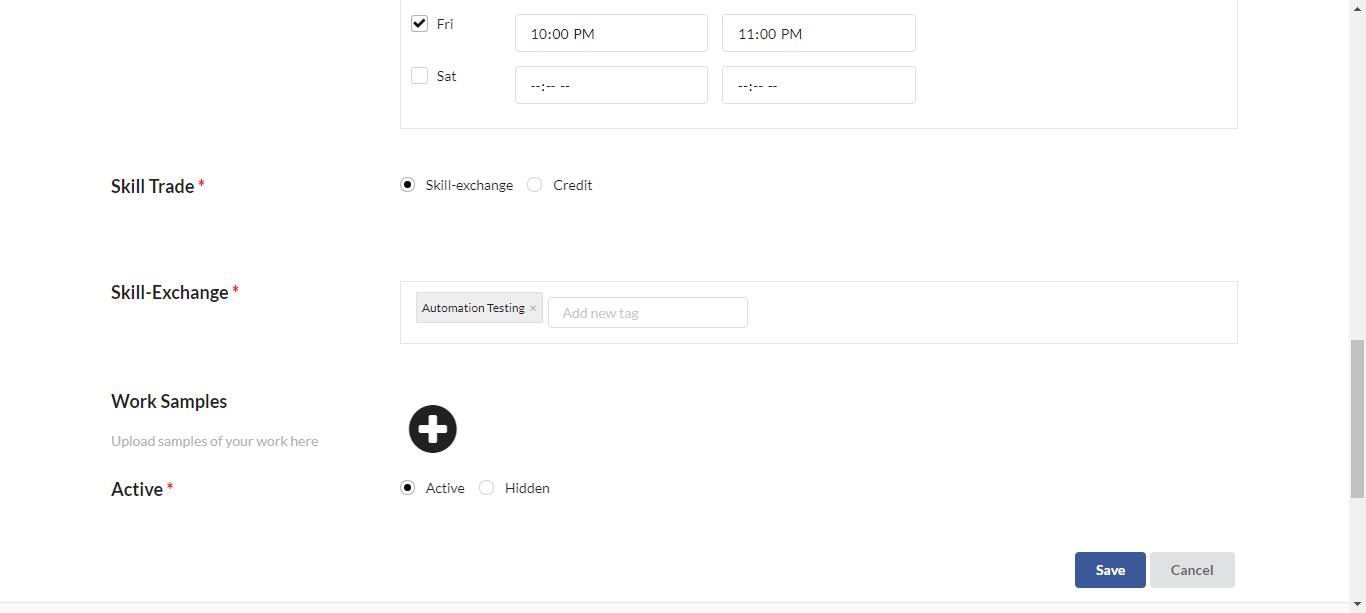 Fri 10:00 PM 11:00 PM
Sat --:-- -- --:-- --
Skill Trade * Skill-exchange Credit
Skill-Exchange * Automation Testing × Add new tag
Work Samples
Upload samples of your work here
Active * Active Hidden
Save Cancel